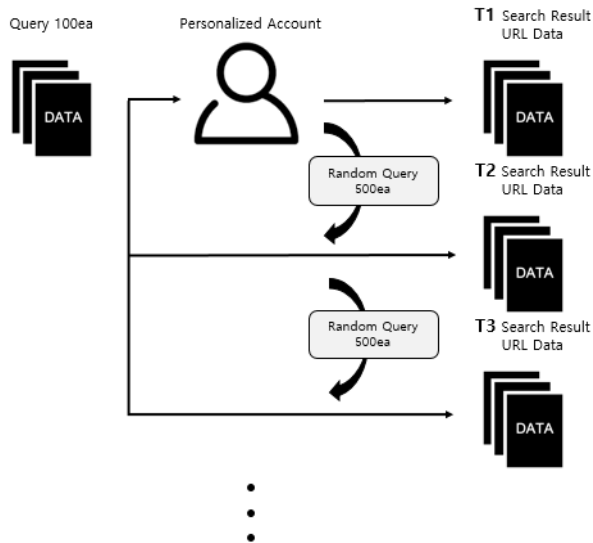 Query 100ea
Personalized Account
T1 Search Result
URL Data
DATA
DATA
Random Query
500ea
T2 Search Result
URL Data
DATA
Random Query
500ea
T3 Search Result
URL Data
DATA